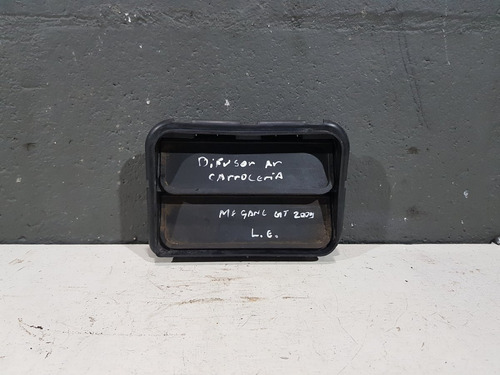 Difusor Ar
Carroceria
Megane GT 2009
L.E.